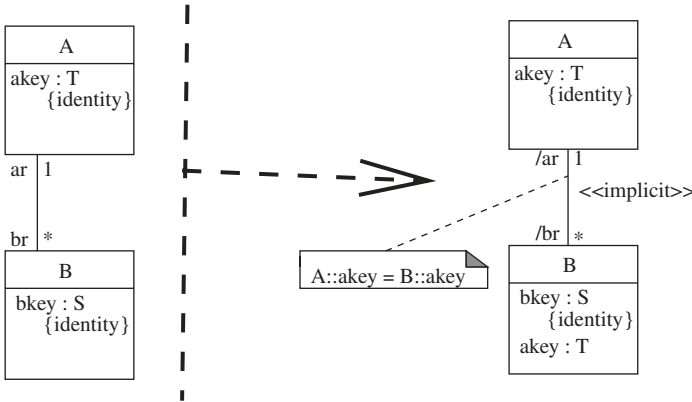 A
akey : T
{identity}
ar 1
br *
B
bkey : S
{identity}
A
akey : T
{identity}
/ar 1
<<implicit>>
/br *
A::akey = B::akey
B
bkey : S
{identity}
akey : T